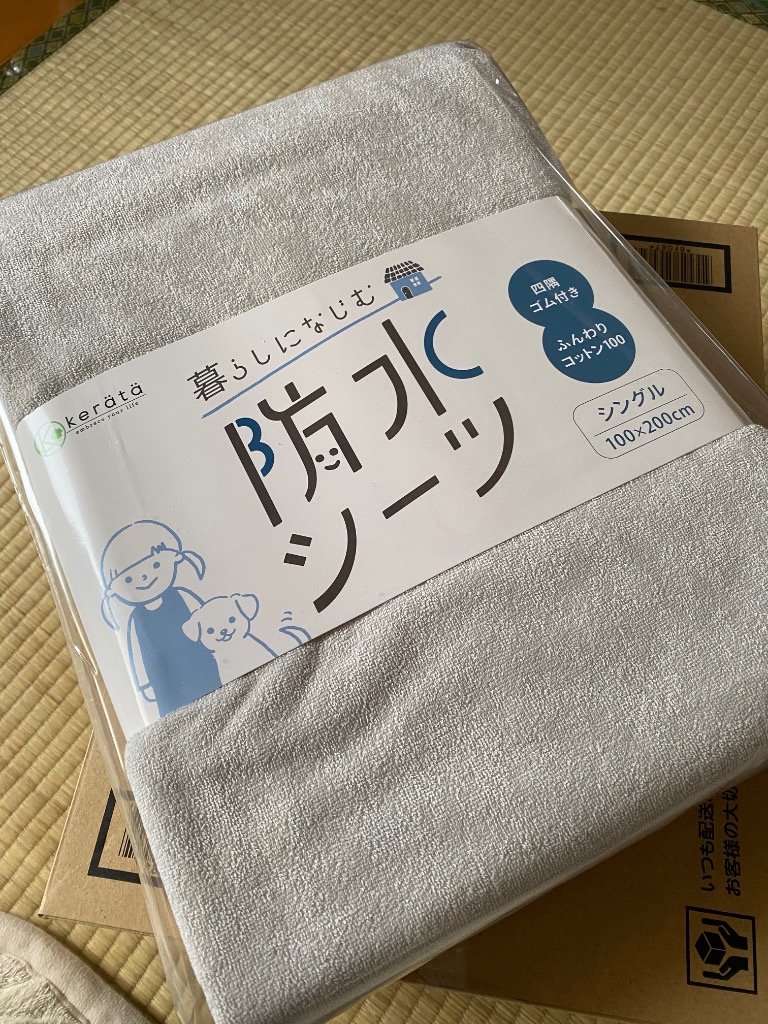 kerätä
embrace your life
暮らしになじむ
防水
シーツ
四隅
ゴム付き
ふんわり
コットン100
シングル
100×200cm
いつも配送
お客様の大切